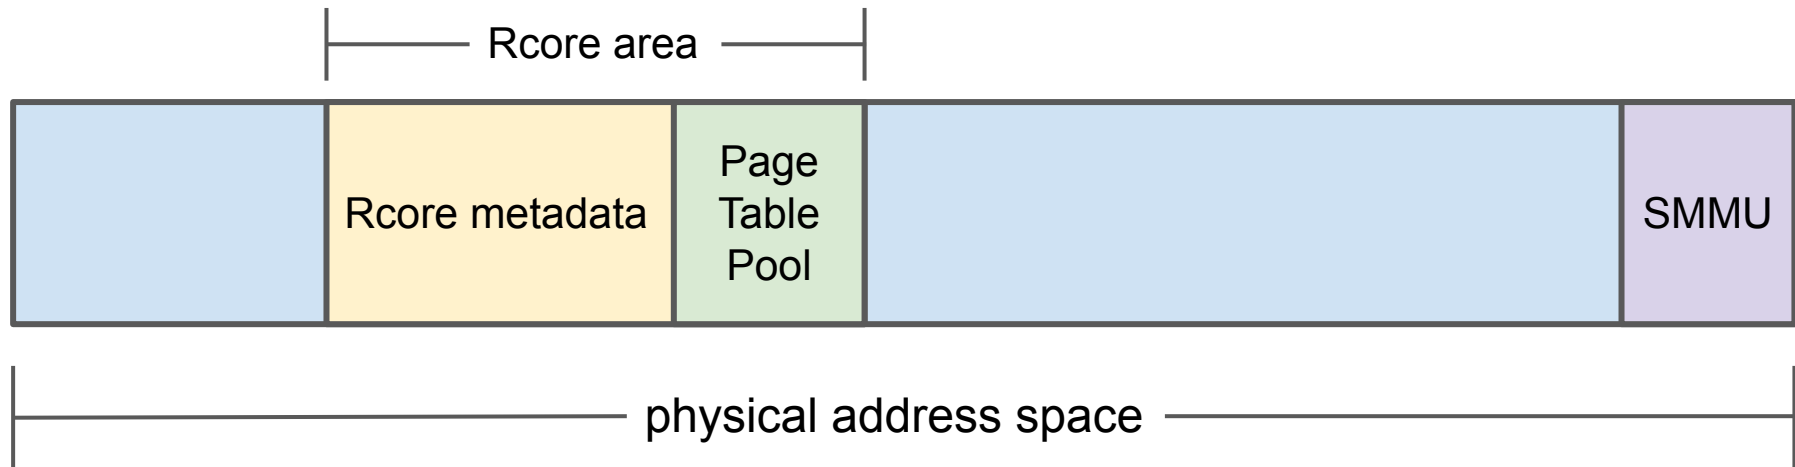 Rcore area
Rcore metadata
Page
Table
Pool
SMMU
physical address space